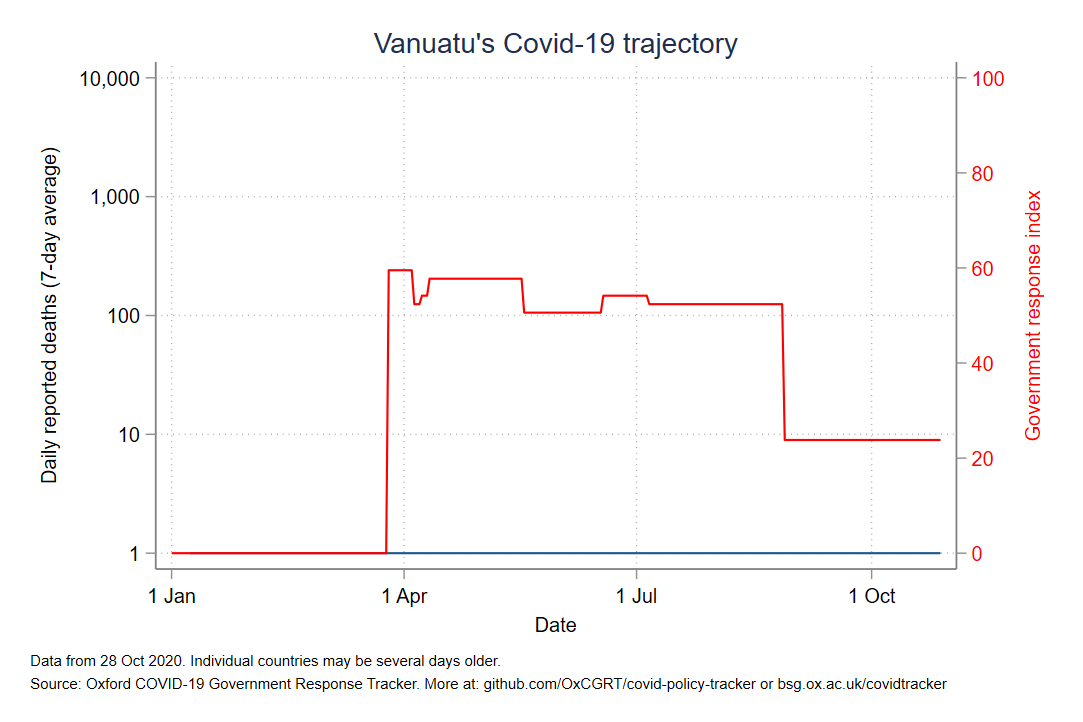 Vanuatu's Covid-19 trajectory
10,000
1,000
100
10
1
Daily reported deaths (7-day average)
100
80
60
40
20
0
Government response index
1 Jan
1 Apr
1 Jul
1 Oct
Date
Data from 28 Oct 2020. Individual countries may be several days older.
Source: Oxford COVID-19 Government Response Tracker. More at: github.com/OxCGRT/covid-policy-tracker or bsg.ox.ac.uk/covidtracker